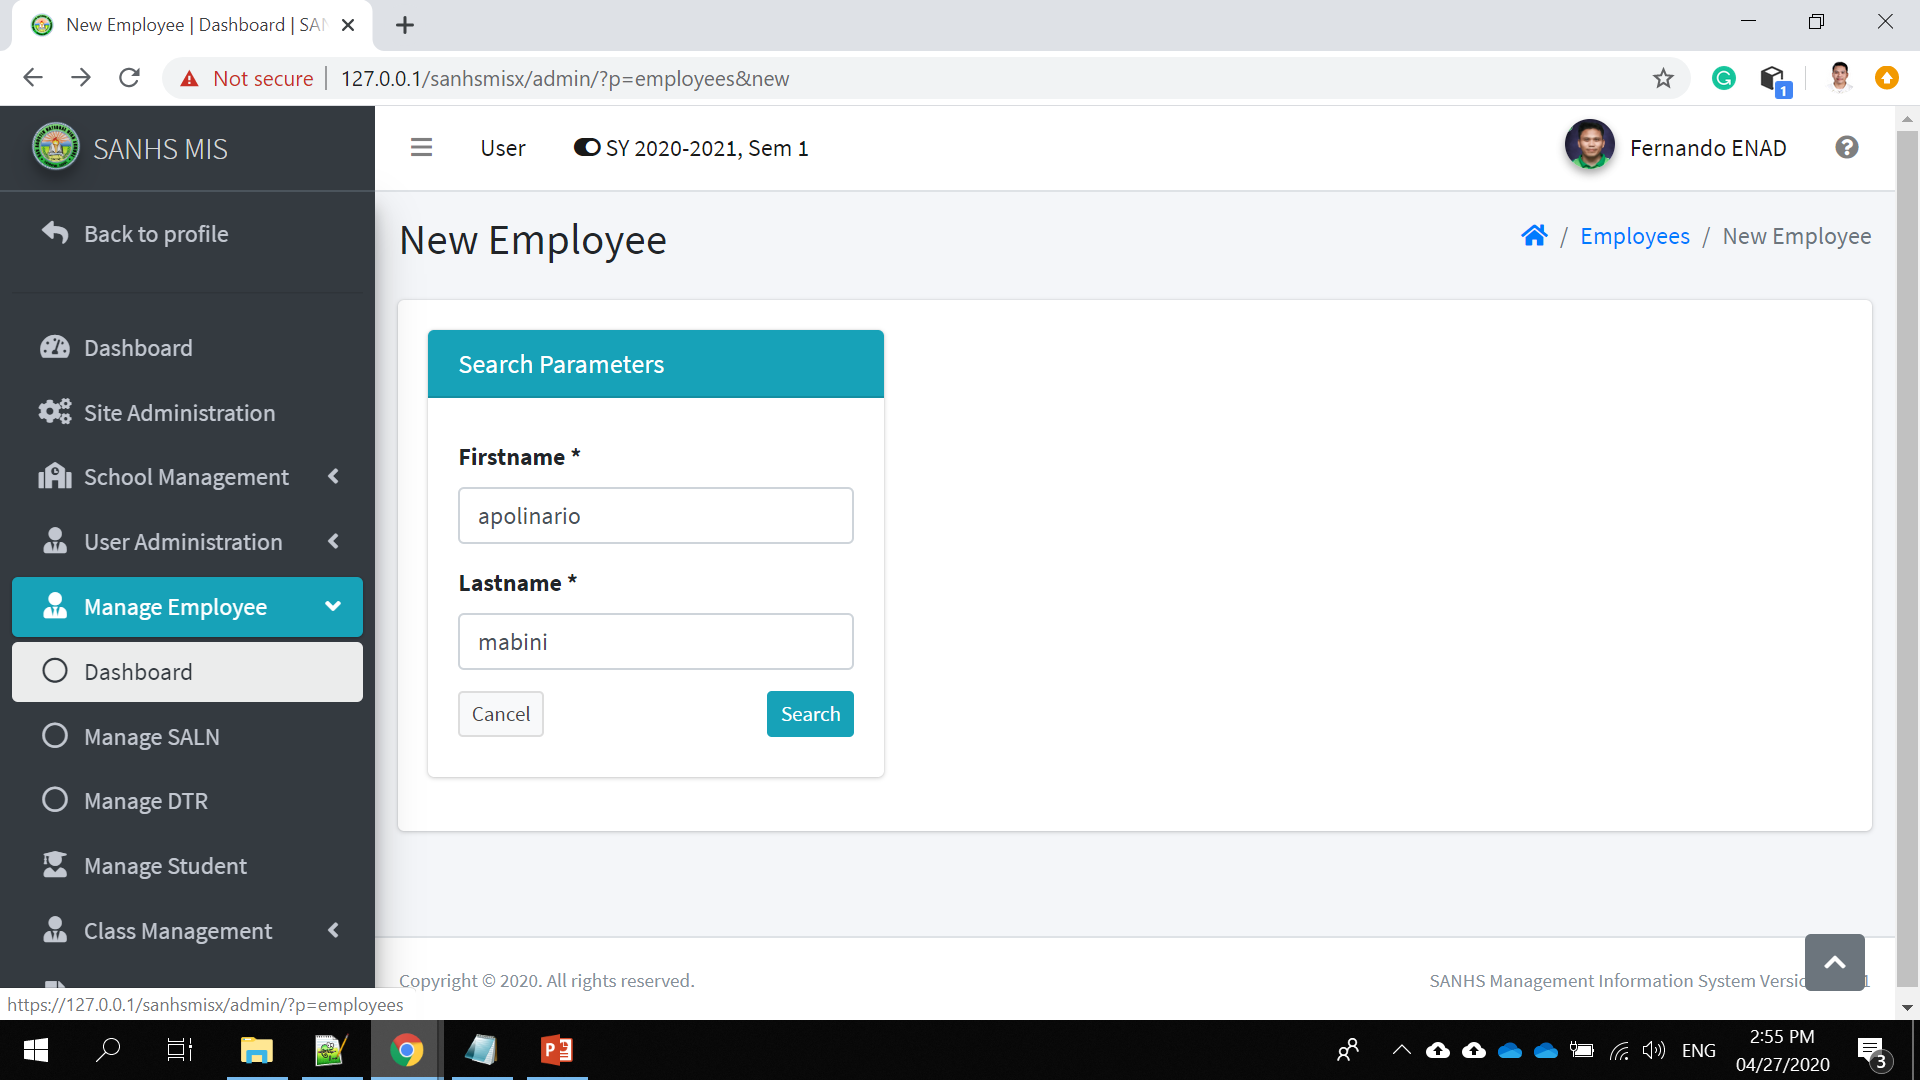 New Employee | Dashboard | SAN
Not secure
127.0.0.1/sanhsmisx/admin/?p=employees&new
1
SANHS MIS
User
SY 2020-2021, Sem 1
Fernando ENAD
Back to profile
New Employee
/ Employees / New Employee
Dashboard
Site Administration
School Management
User Administration
Manage Employee
Dashboard
Manage SALN
Manage DTR
Manage Student
Class Management
Search Parameters
Firstname *
apolinario
Lastname *
mabini
Cancel
Search
Copyright © 2020. All rights reserved.
SANHS Management Information System Versio
1
https://127.0.0.1/sanhsmisx/admin/?p=employees
ENG
2:55 PM
04/27/2020
3